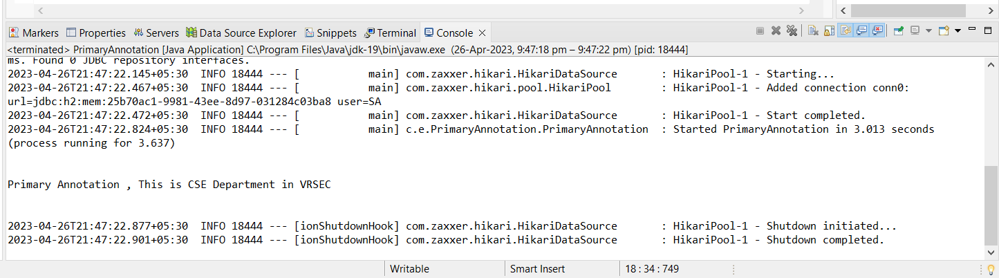 Markers Properties Servers Data Source Explorer Snippets Terminal Console
<terminated> PrimaryAnnotation [Java Application] C:\Program Files\Java\jdk-19\bin\javaw.exe (26-Apr-2023, 9:47:18 pm – 9:47:22 pm) [pid: 18444]
ms. Found 0 JDBC repository interfaces.
2023-04-26T21:47:22.145+05:30  INFO 18444 --- [           main] com.zaxxer.hikari.HikariDataSource       : HikariPool-1 - Starting...
2023-04-26T21:47:22.467+05:30  INFO 18444 --- [           main] com.zaxxer.hikari.pool.HikariPool        : HikariPool-1 - Added connection conn0:
url=jdbc:h2:mem:25b70ac1-9981-43ee-8d97-031284c03ba8 user=SA
2023-04-26T21:47:22.472+05:30  INFO 18444 --- [           main] com.zaxxer.hikari.HikariDataSource       : HikariPool-1 - Start completed.
2023-04-26T21:47:22.824+05:30  INFO 18444 --- [           main] c.e.PrimaryAnnotation.PrimaryAnnotation  : Started PrimaryAnnotation in 3.013 seconds
(process running for 3.637)
Primary Annotation , This is CSE Department in VRSEC
2023-04-26T21:47:22.877+05:30  INFO 18444 --- [ionShutdownHook] com.zaxxer.hikari.HikariDataSource       : HikariPool-1 - Shutdown initiated...
2023-04-26T21:47:22.901+05:30  INFO 18444 --- [ionShutdownHook] com.zaxxer.hikari.HikariDataSource       : HikariPool-1 - Shutdown completed.
Writable Smart Insert 18 : 34 : 749